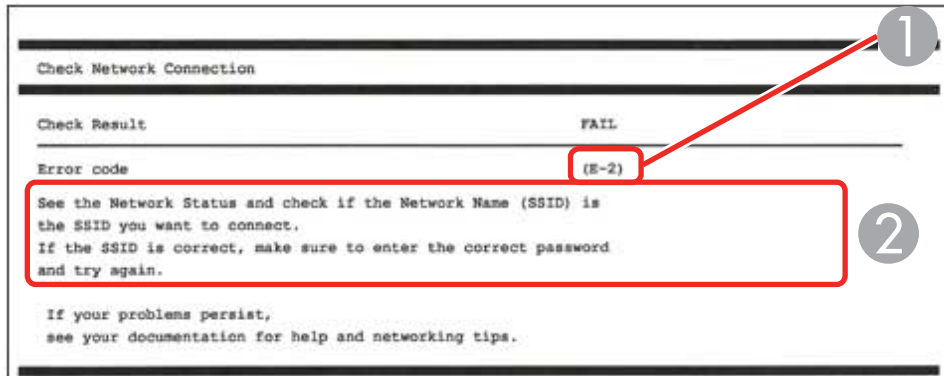 1
Check Network Connection
Check Result FAIL
Error code (E-2)
See the Network Status and check if the Network Name (SSID) is
the SSID you want to connect.
If the SSID is correct, make sure to enter the correct password
and try again.
2
If your problems persist,
see your documentation for help and networking tips.